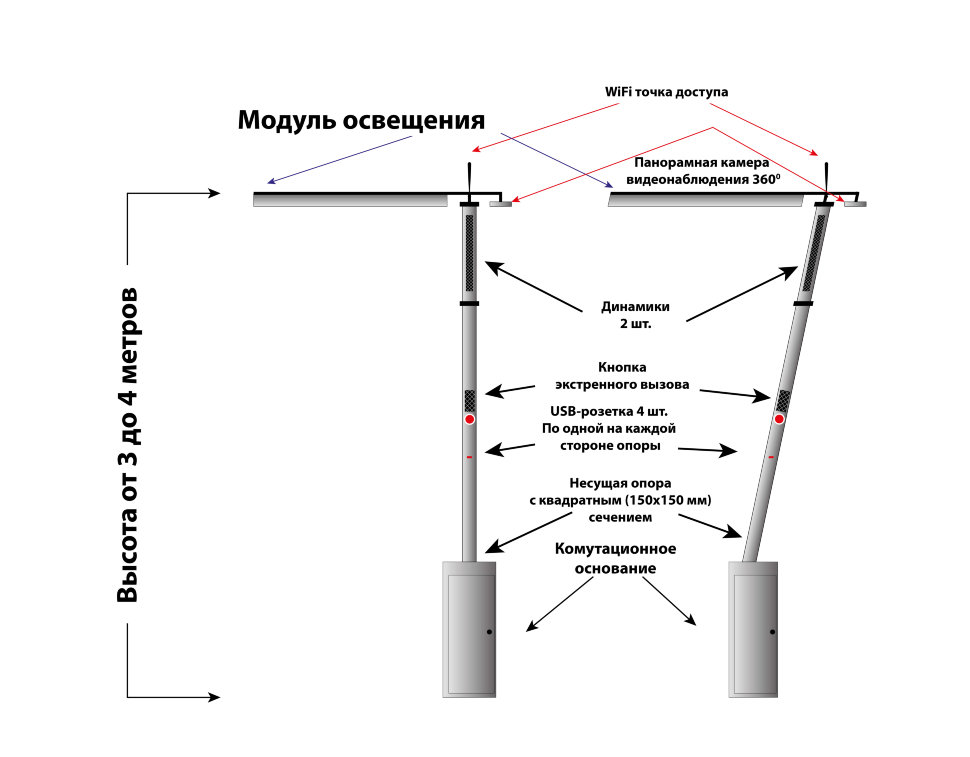 WiFi точка доступа
Модуль освещения
Панорамная камера
видеонаблюдения 360⁰
Высота от 3 до 4 метров
Динамики
2 шт.
Кнопка
экстренного вызова
USB-розетка 4 шт.
По одной на каждой
стороне опоры
Несущая опора
с квадратным (150х150 мм)
сечением
Комутационное
основание